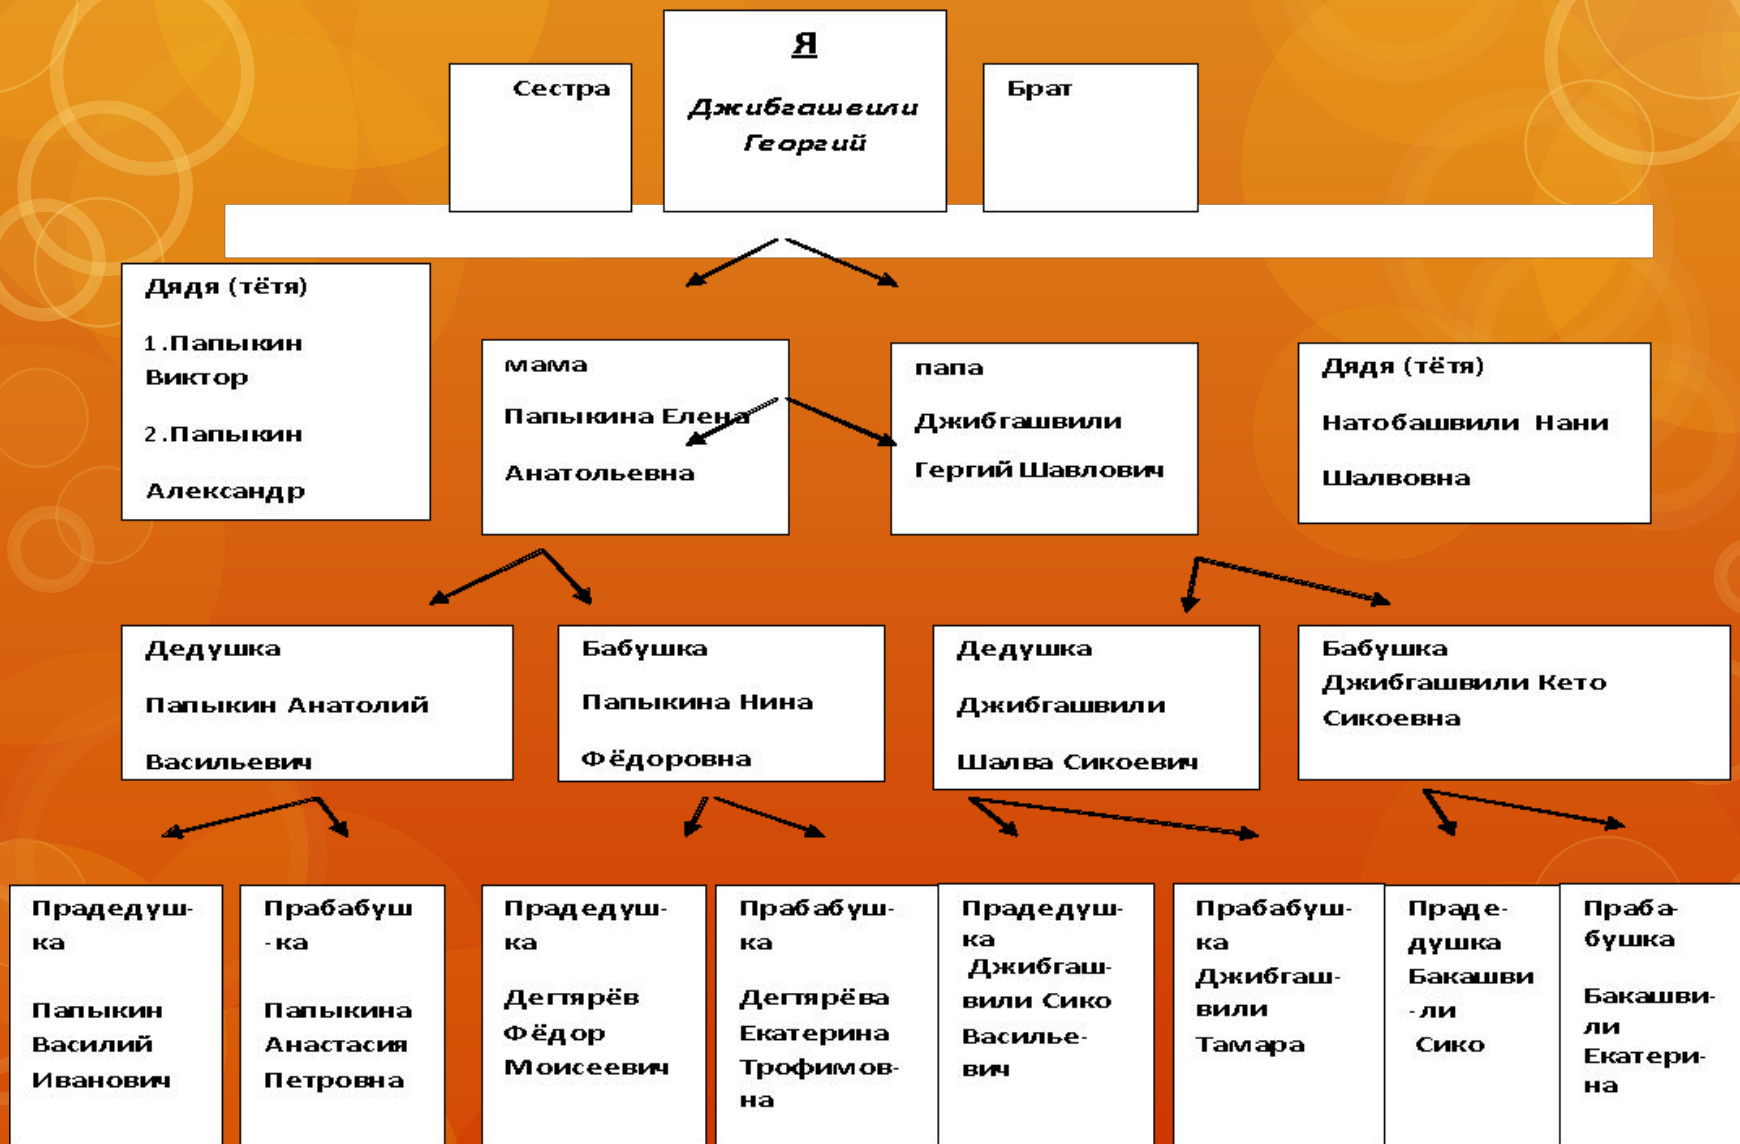 Я
Джибгашвили
Георгий
Сестра
Брат
Дядя (тётя)
1.Папыкин
Виктор
2.Папыкин
Александр
мама
Папыкина Елена
Анатольевна
папа
Джибгашвили
Гергий Шавлович
Дядя (тётя)
Натобашвили Нани
Шалвовна
Дедушка
Папыкин Анатолий
Васильевич
Бабушка
Папыкина Нина
Фёдоровна
Дедушка
Джибгашвили
Шалва Сикоевич
Бабушка
Джибгашвили Кето
Сикоевна
Прадедуш-
ка
Папыкин
Василий
Иванович
Прабабуш
-ка
Папыкина
Анастасия
Петровна
Прадедуш-
ка
Дегтярёв
Фёдор
Моисеевич
Прабабуш-
ка
Дегтярёва
Екатерина
Трофимов-
на
Прадедуш-
ка
Джибгаш-
вили Сико
Василье-
вич
Прабабуш-
ка
Джибгаш-
вили
Тамара
Праде-
душка
Бакашви
-ли
Сико
Праба-
бушка
Бакашви-
ли
Екатери-
на